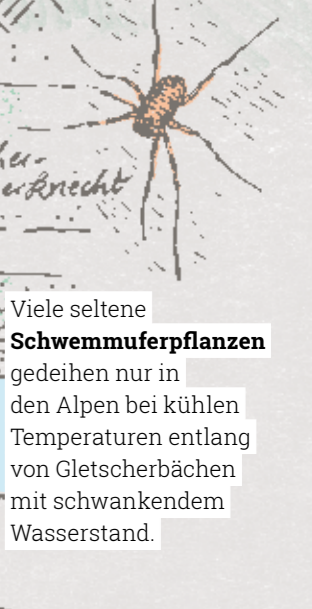 Viele seltene
Schwemmuferpflanzen
gedeihen nur in
den Alpen bei kühlen
Temperaturen entlang
von Gletscherbächen
mit schwankendem
Wasserstand.